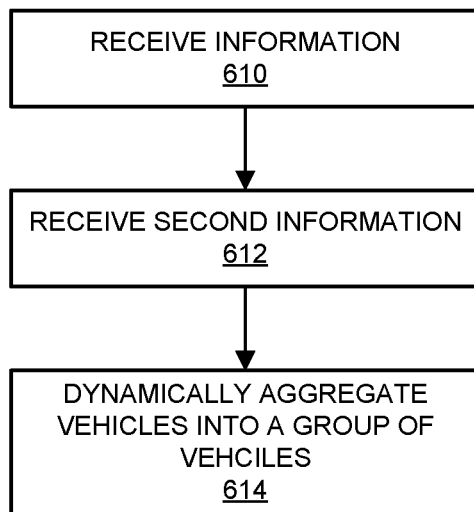 RECEIVE INFORMATION
610
RECEIVE SECOND INFORMATION
612
DYNAMICALLY AGGREGATE
VEHICLES INTO A GROUP OF
VEHCILES
614